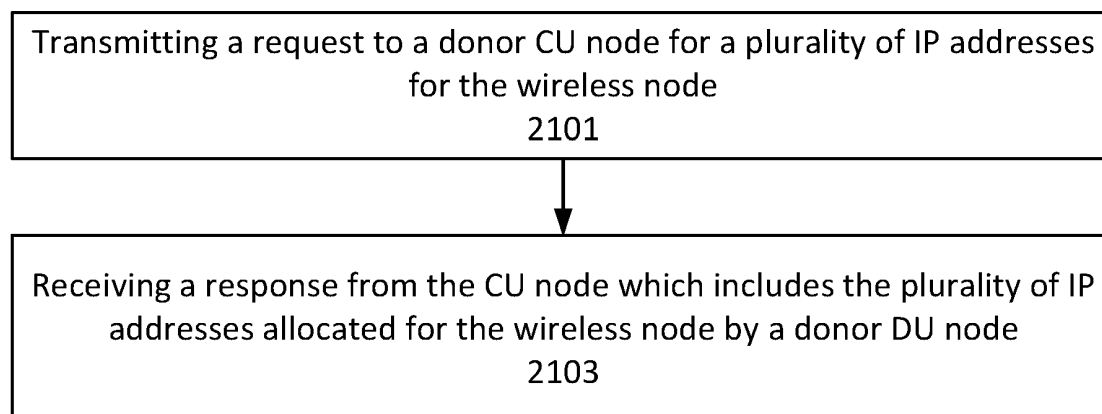 Transmitting a request to a donor CU node for a plurality of IP addresses
for the wireless node
2101
Receiving a response from the CU node which includes the plurality of IP
addresses allocated for the wireless node by a donor DU node
2103